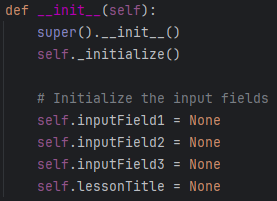 def __init__(self):
    super().__init__()
    self._initialize()

    # Initialize the input fields
    self.inputField1 = None
    self.inputField2 = None
    self.inputField3 = None
    self.lessonTitle = None